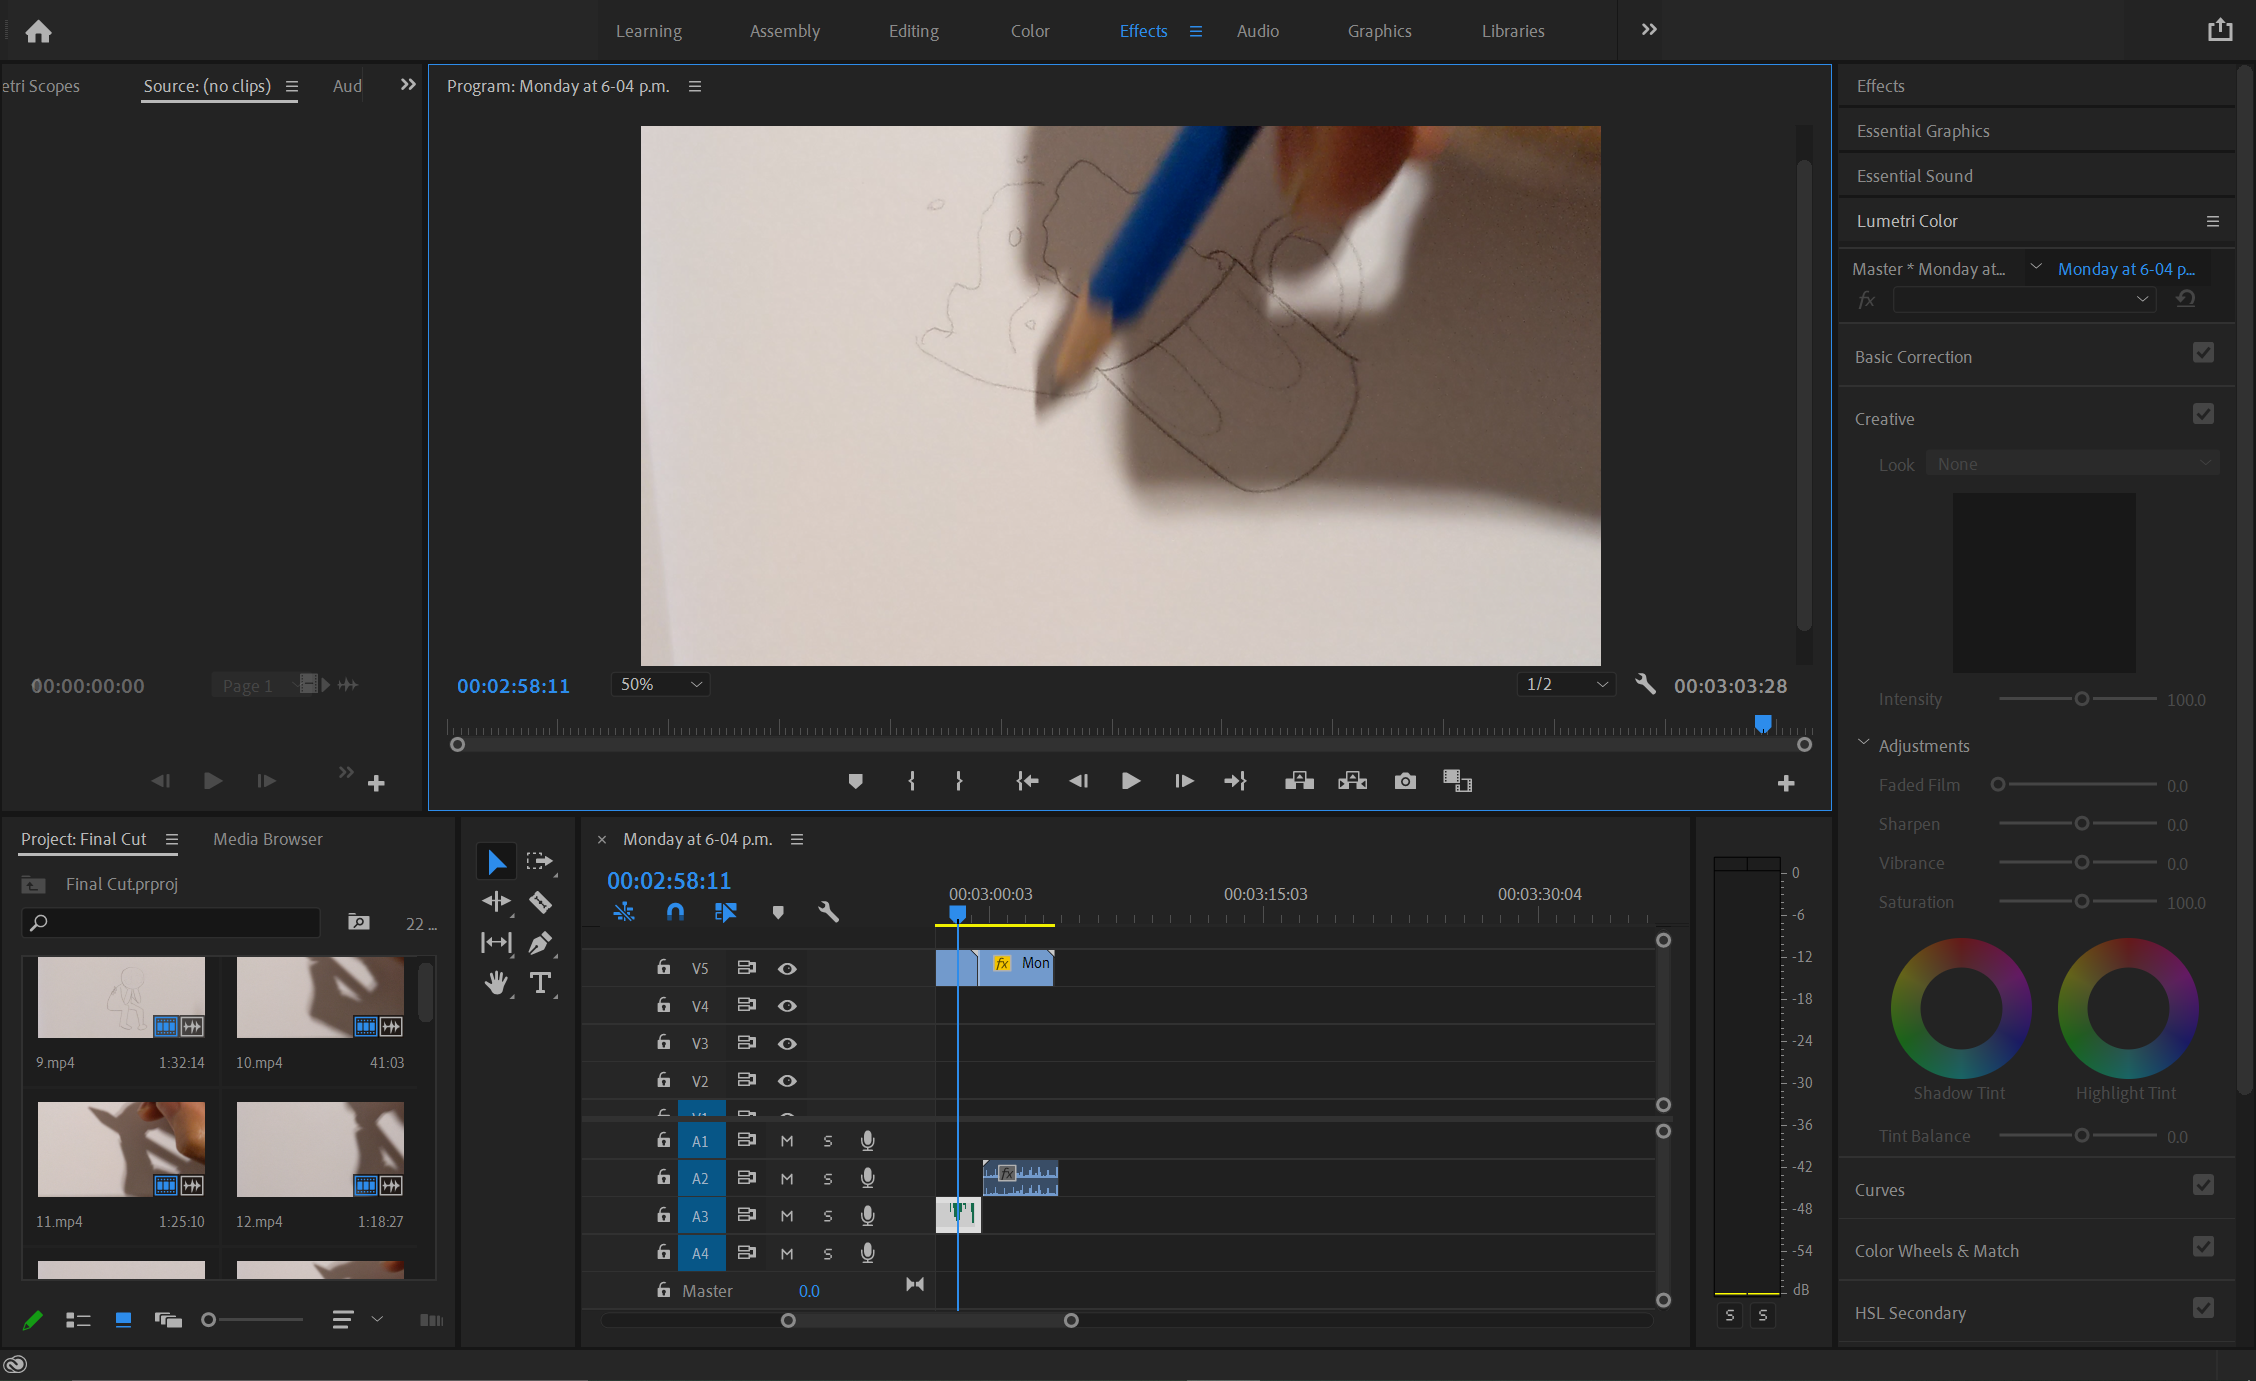 Learning Assembly Editing Color Effects Audio Graphics Libraries
etri Scopes Source: (no clips) Aud
Program: Monday at 6-04 p.m.
00:00:00:00 Page 1
00:02:58:11 50% 1/2 00:03:03:28
Effects
Essential Graphics
Essential Sound
Lumetri Color
Master * Monday at... Monday at 6-04 p...
fx
Basic Correction
Creative
Look None
Intensity 100.0
Adjustments
Faded Film 0.0
Sharpen 0.0
Vibrance 0.0
Saturation 100.0
Shadow Tint Highlight Tint
Tint Balance 0.0
Curves
Color Wheels & Match
HSL Secondary
Project: Final Cut Media Browser
Final Cut.prproj
22 ...
9.mp4 1:32:14 10.mp4 41:03
11.mp4 1:25:10 12.mp4 1:18:27
T
× Monday at 6-04 p.m.
00:02:58:11
00:03:00:03 00:03:15:03 00:03:30:04
V5 fx Mon
V4
V3
V2
V1
A1 M S
A2 M S fx
A3 M S
A4 M S
Master 0.0
0
-6
-12
-18
-24
-30
-36
-42
-48
-54
dB
S S